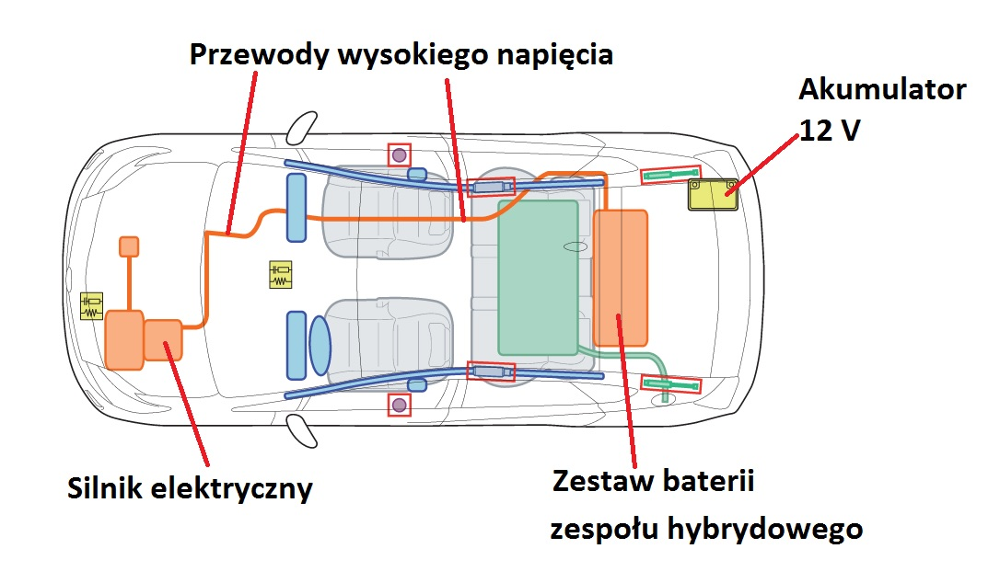 Przewody wysokiego napięcia
Akumulator
12 V
Silnik elektryczny
Zestaw baterii
zespołu hybrydowego